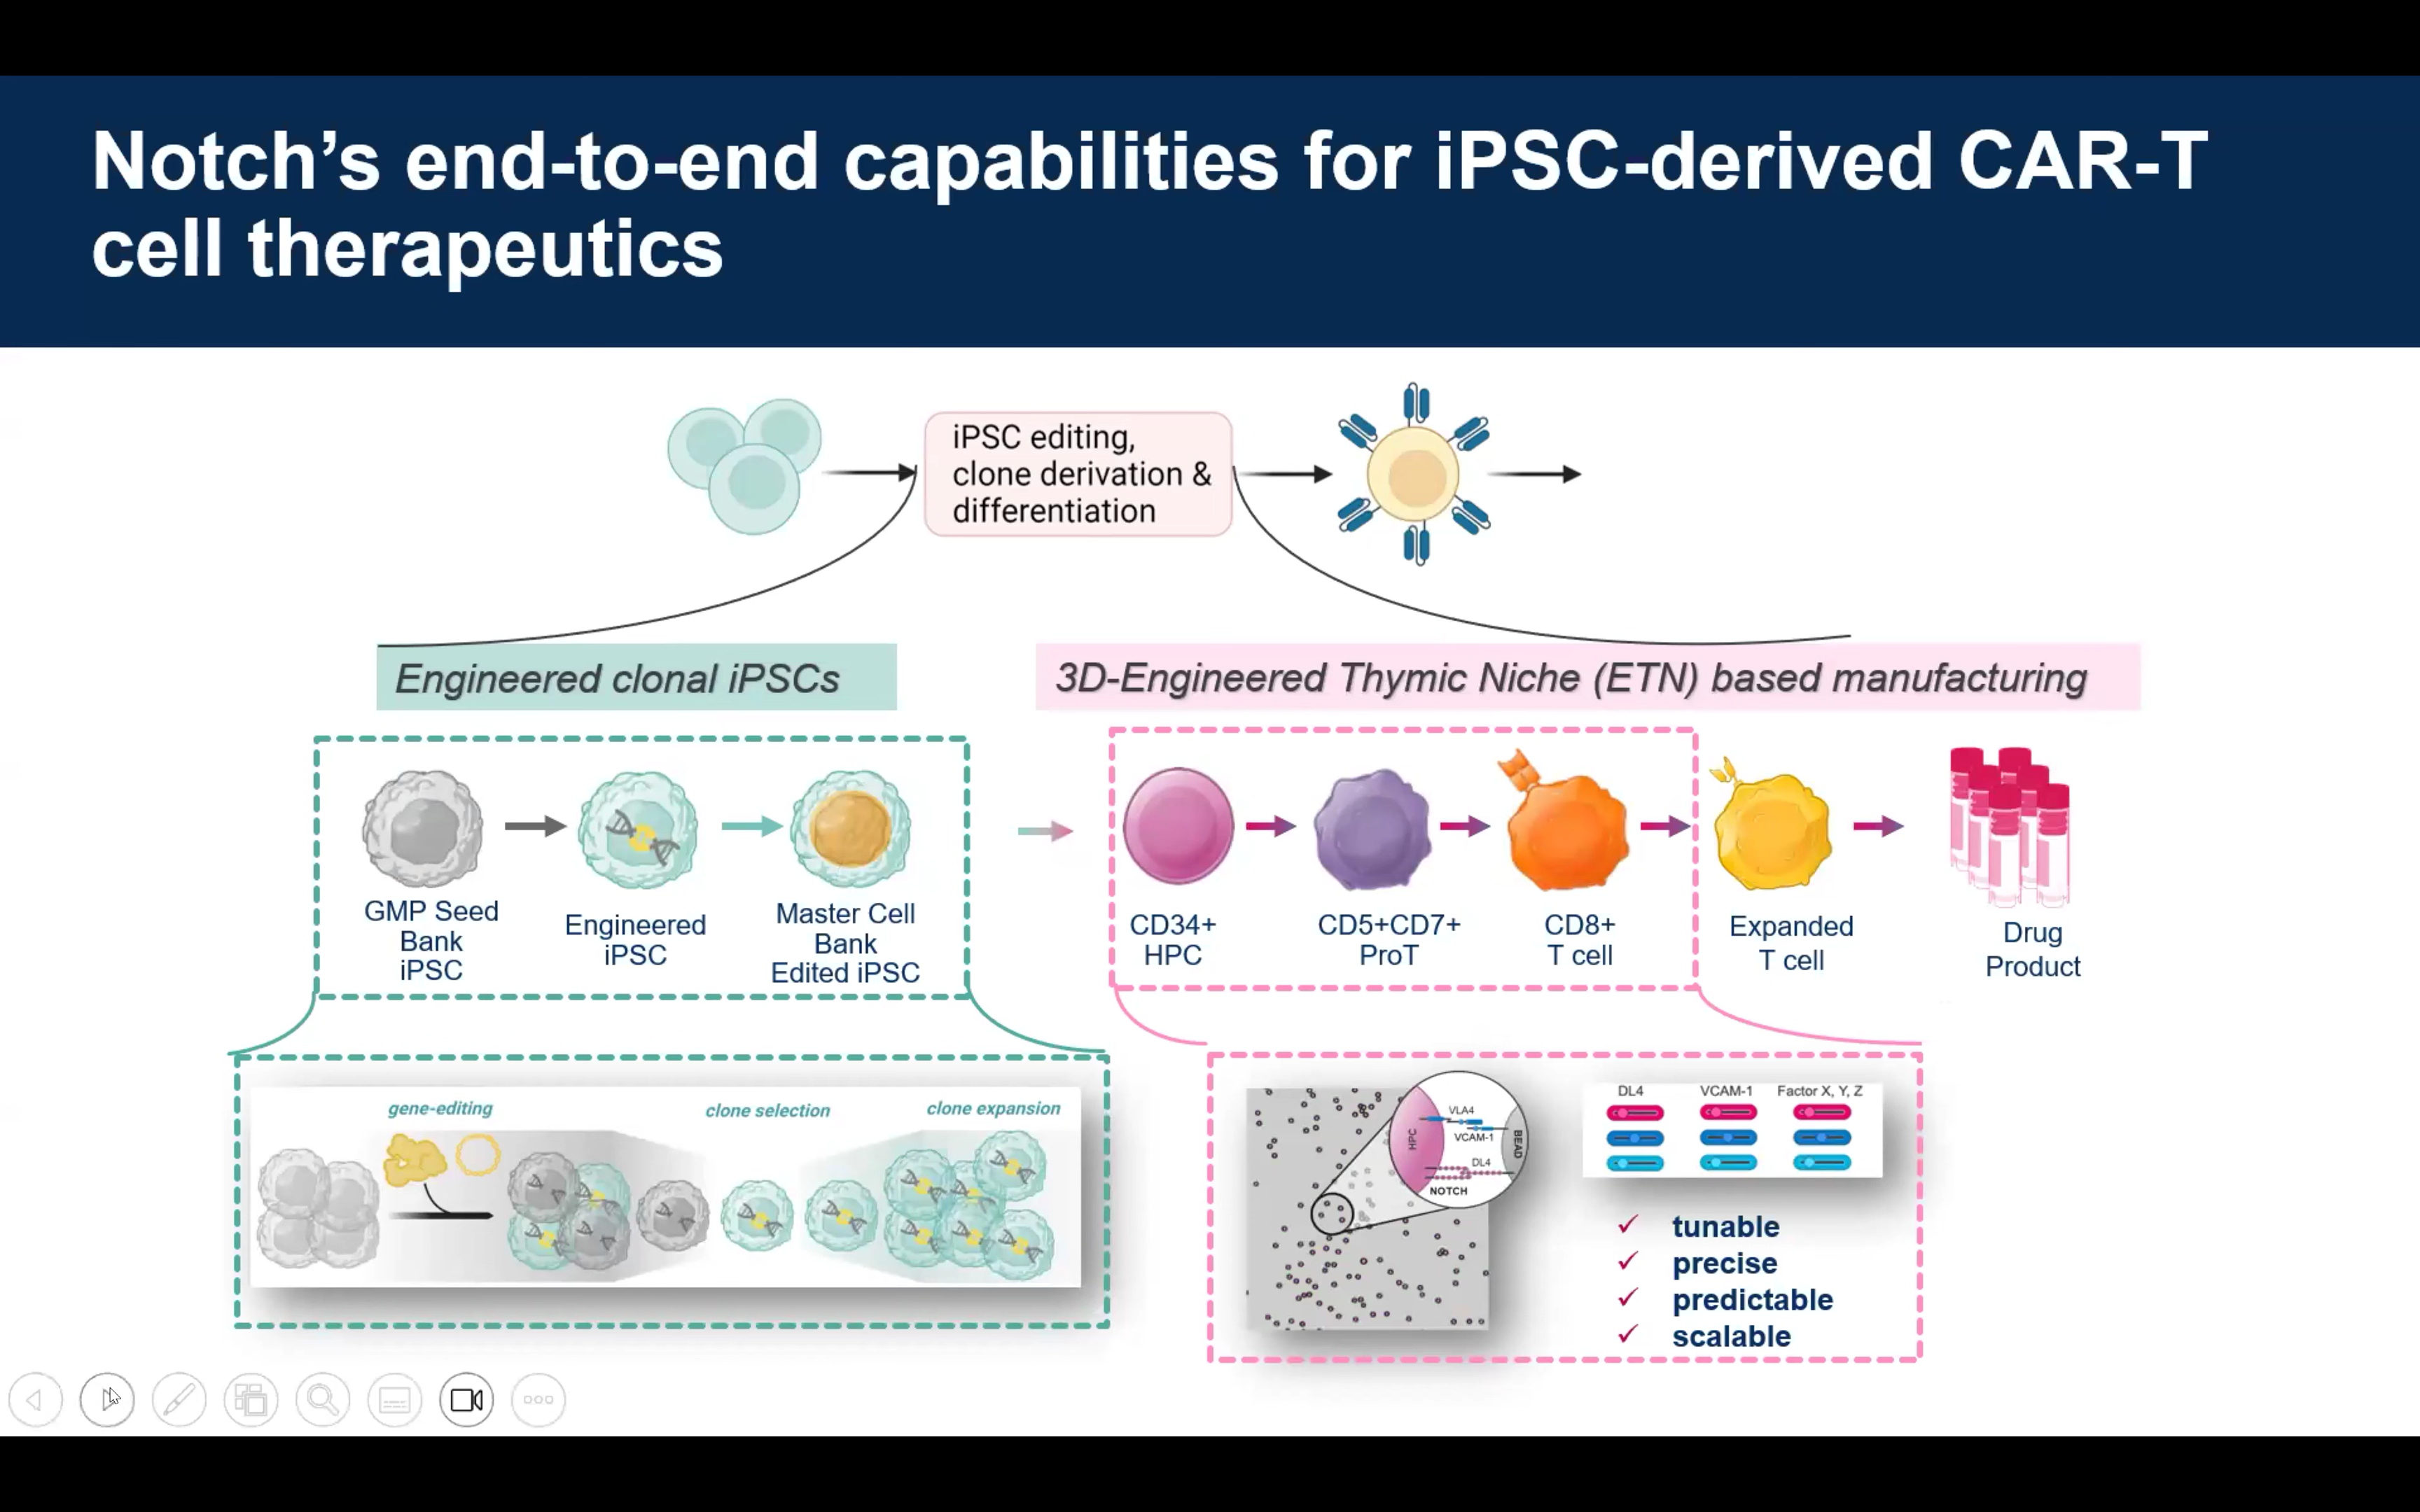 Notch's end-to-end capabilities for iPSC-derived CAR-T
cell therapeutics
iPSC editing,
clone derivation &
differentiation
Engineered clonal iPSCs
GMP Seed
Bank
iPSC
Engineered
iPSC
Master Cell
Bank
Edited iPSC
gene-editing
clone selection
clone expansion
3D-Engineered Thymic Niche (ETN) based manufacturing
CD34+
HPC
CD5+CD7+
ProT
CD8+
T cell
Expanded
T cell
Drug
Product
HPC
VLA4
VCAM-1
DL4
NOTCH
BEAD
DL4
VCAM-1
Factor X, Y, Z
✓ tunable
✓ precise
✓ predictable
✓ scalable